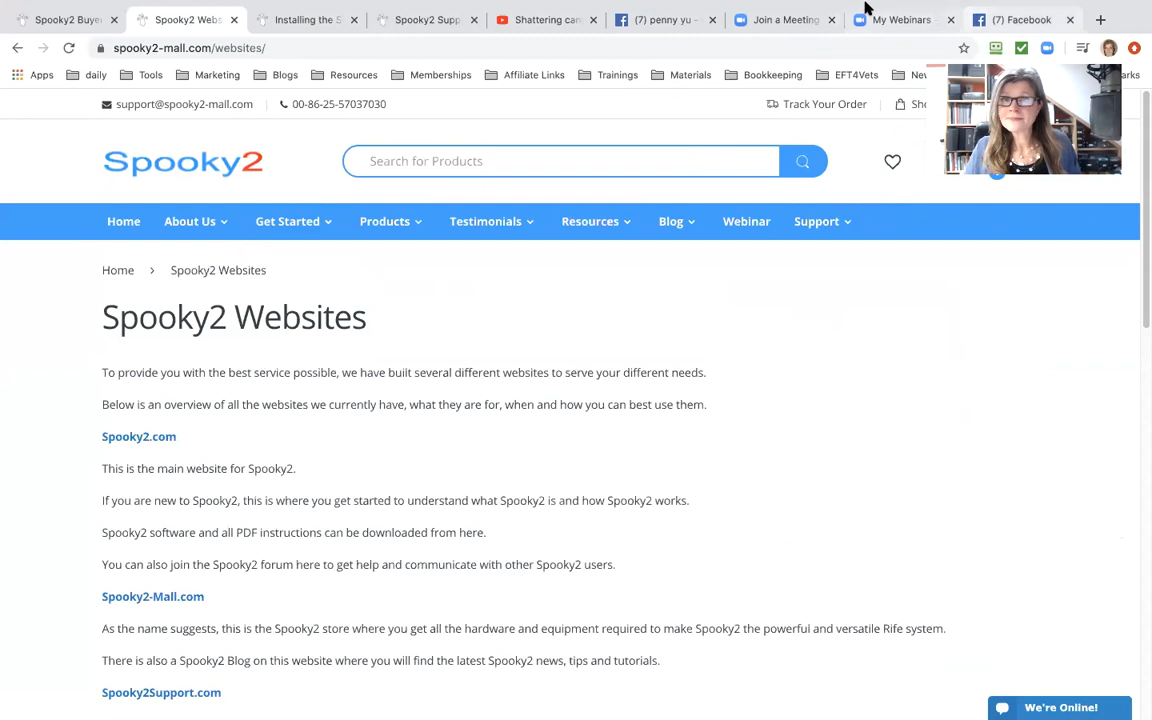 Spooky2 Buye
Spooky2 Webs
Installing the S
Spooky2 Supp
Shattering can
(7) penny yu -
Join a Meeting
My Webinars
(7) Facebook
spooky2-mall.com/websites/
Apps
daily
Tools
Marketing
Blogs
Resources
Memberships
Affiliate Links
Trainings
Materials
Bookkeeping
EFT4Vets
support@spooky2-mall.com
00-86-25-57037030
Track Your Order
Spooky2
Search for Products
Home
About Us
Get Started
Products
Testimonials
Resources
Blog
Webinar
Support
Home > Spooky2 Websites
Spooky2 Websites
To provide you with the best service possible, we have built several different websites to serve your different needs.
Below is an overview of all the websites we currently have, what they are for, when and how you can best use them.
Spooky2.com
This is the main website for Spooky2.
If you are new to Spooky2, this is where you get started to understand what Spooky2 is and how Spooky2 works.
Spooky2 software and all PDF instructions can be downloaded from here.
You can also join the Spooky2 forum here to get help and communicate with other Spooky2 users.
Spooky2-Mall.com
As the name suggests, this is the Spooky2 store where you get all the hardware and equipment required to make Spooky2 the powerful and versatile Rife system.
There is also a Spooky2 Blog on this website where you will find the latest Spooky2 news, tips and tutorials.
Spooky2Support.com
We're Online!